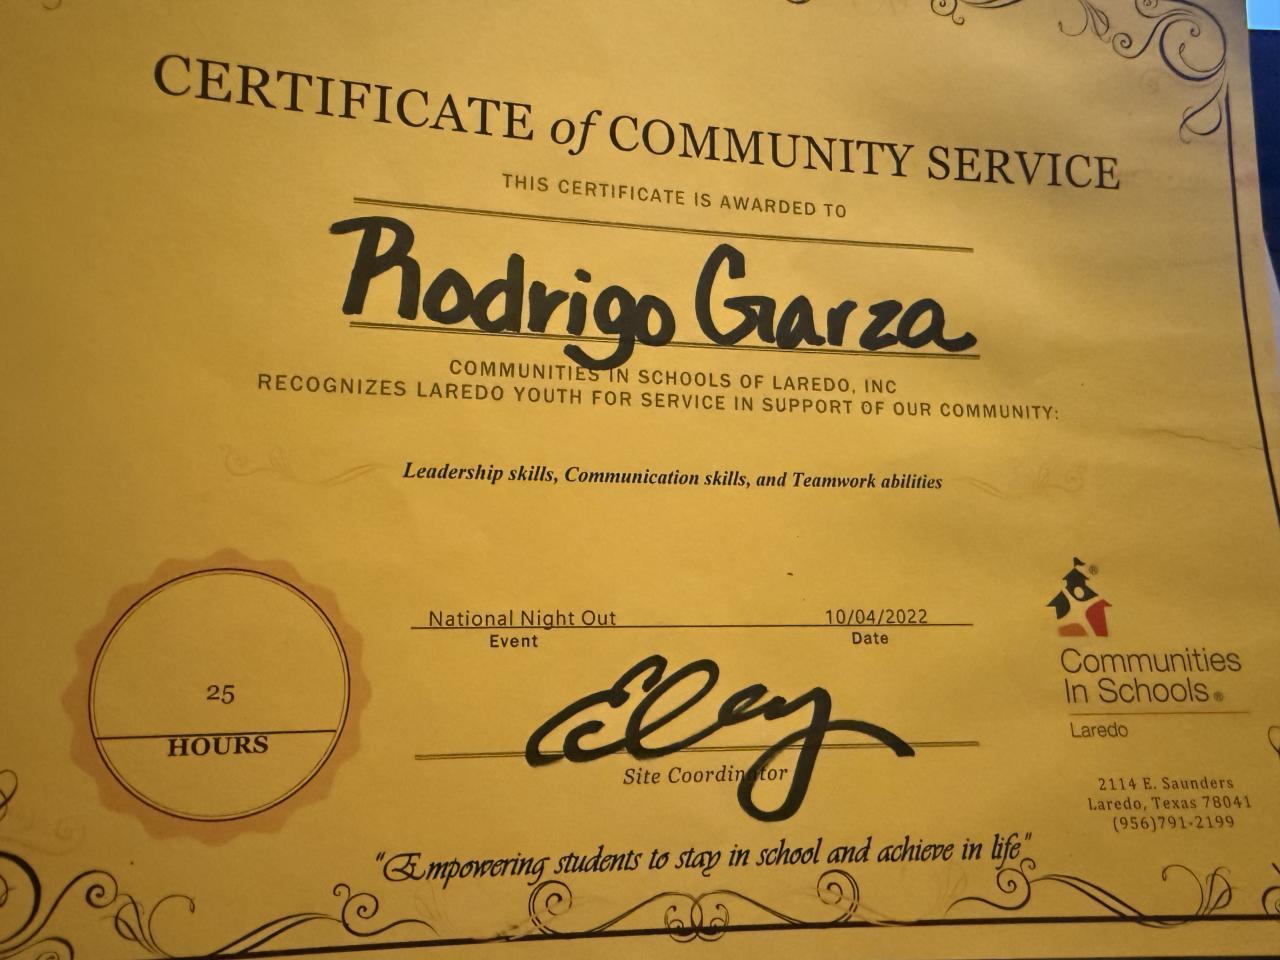 CERTIFICATE of COMMUNITY SERVICE
THIS CERTIFICATE IS AWARDED TO
Rodrigo Garza
COMMUNITIES IN SCHOOLS OF LAREDO, INC
RECOGNIZES LAREDO YOUTH FOR SERVICE IN SUPPORT OF OUR COMMUNITY:
Leadership skills, Communication skills, and Teamwork abilities
25
HOURS
National Night Out
Event
10/04/2022
Date
Site Coordinator
®
Communities
In Schools®
Laredo
2114 E. Saunders
Laredo, Texas 78041
(956)791-2199
"Empowering students to stay in school and achieve in life"